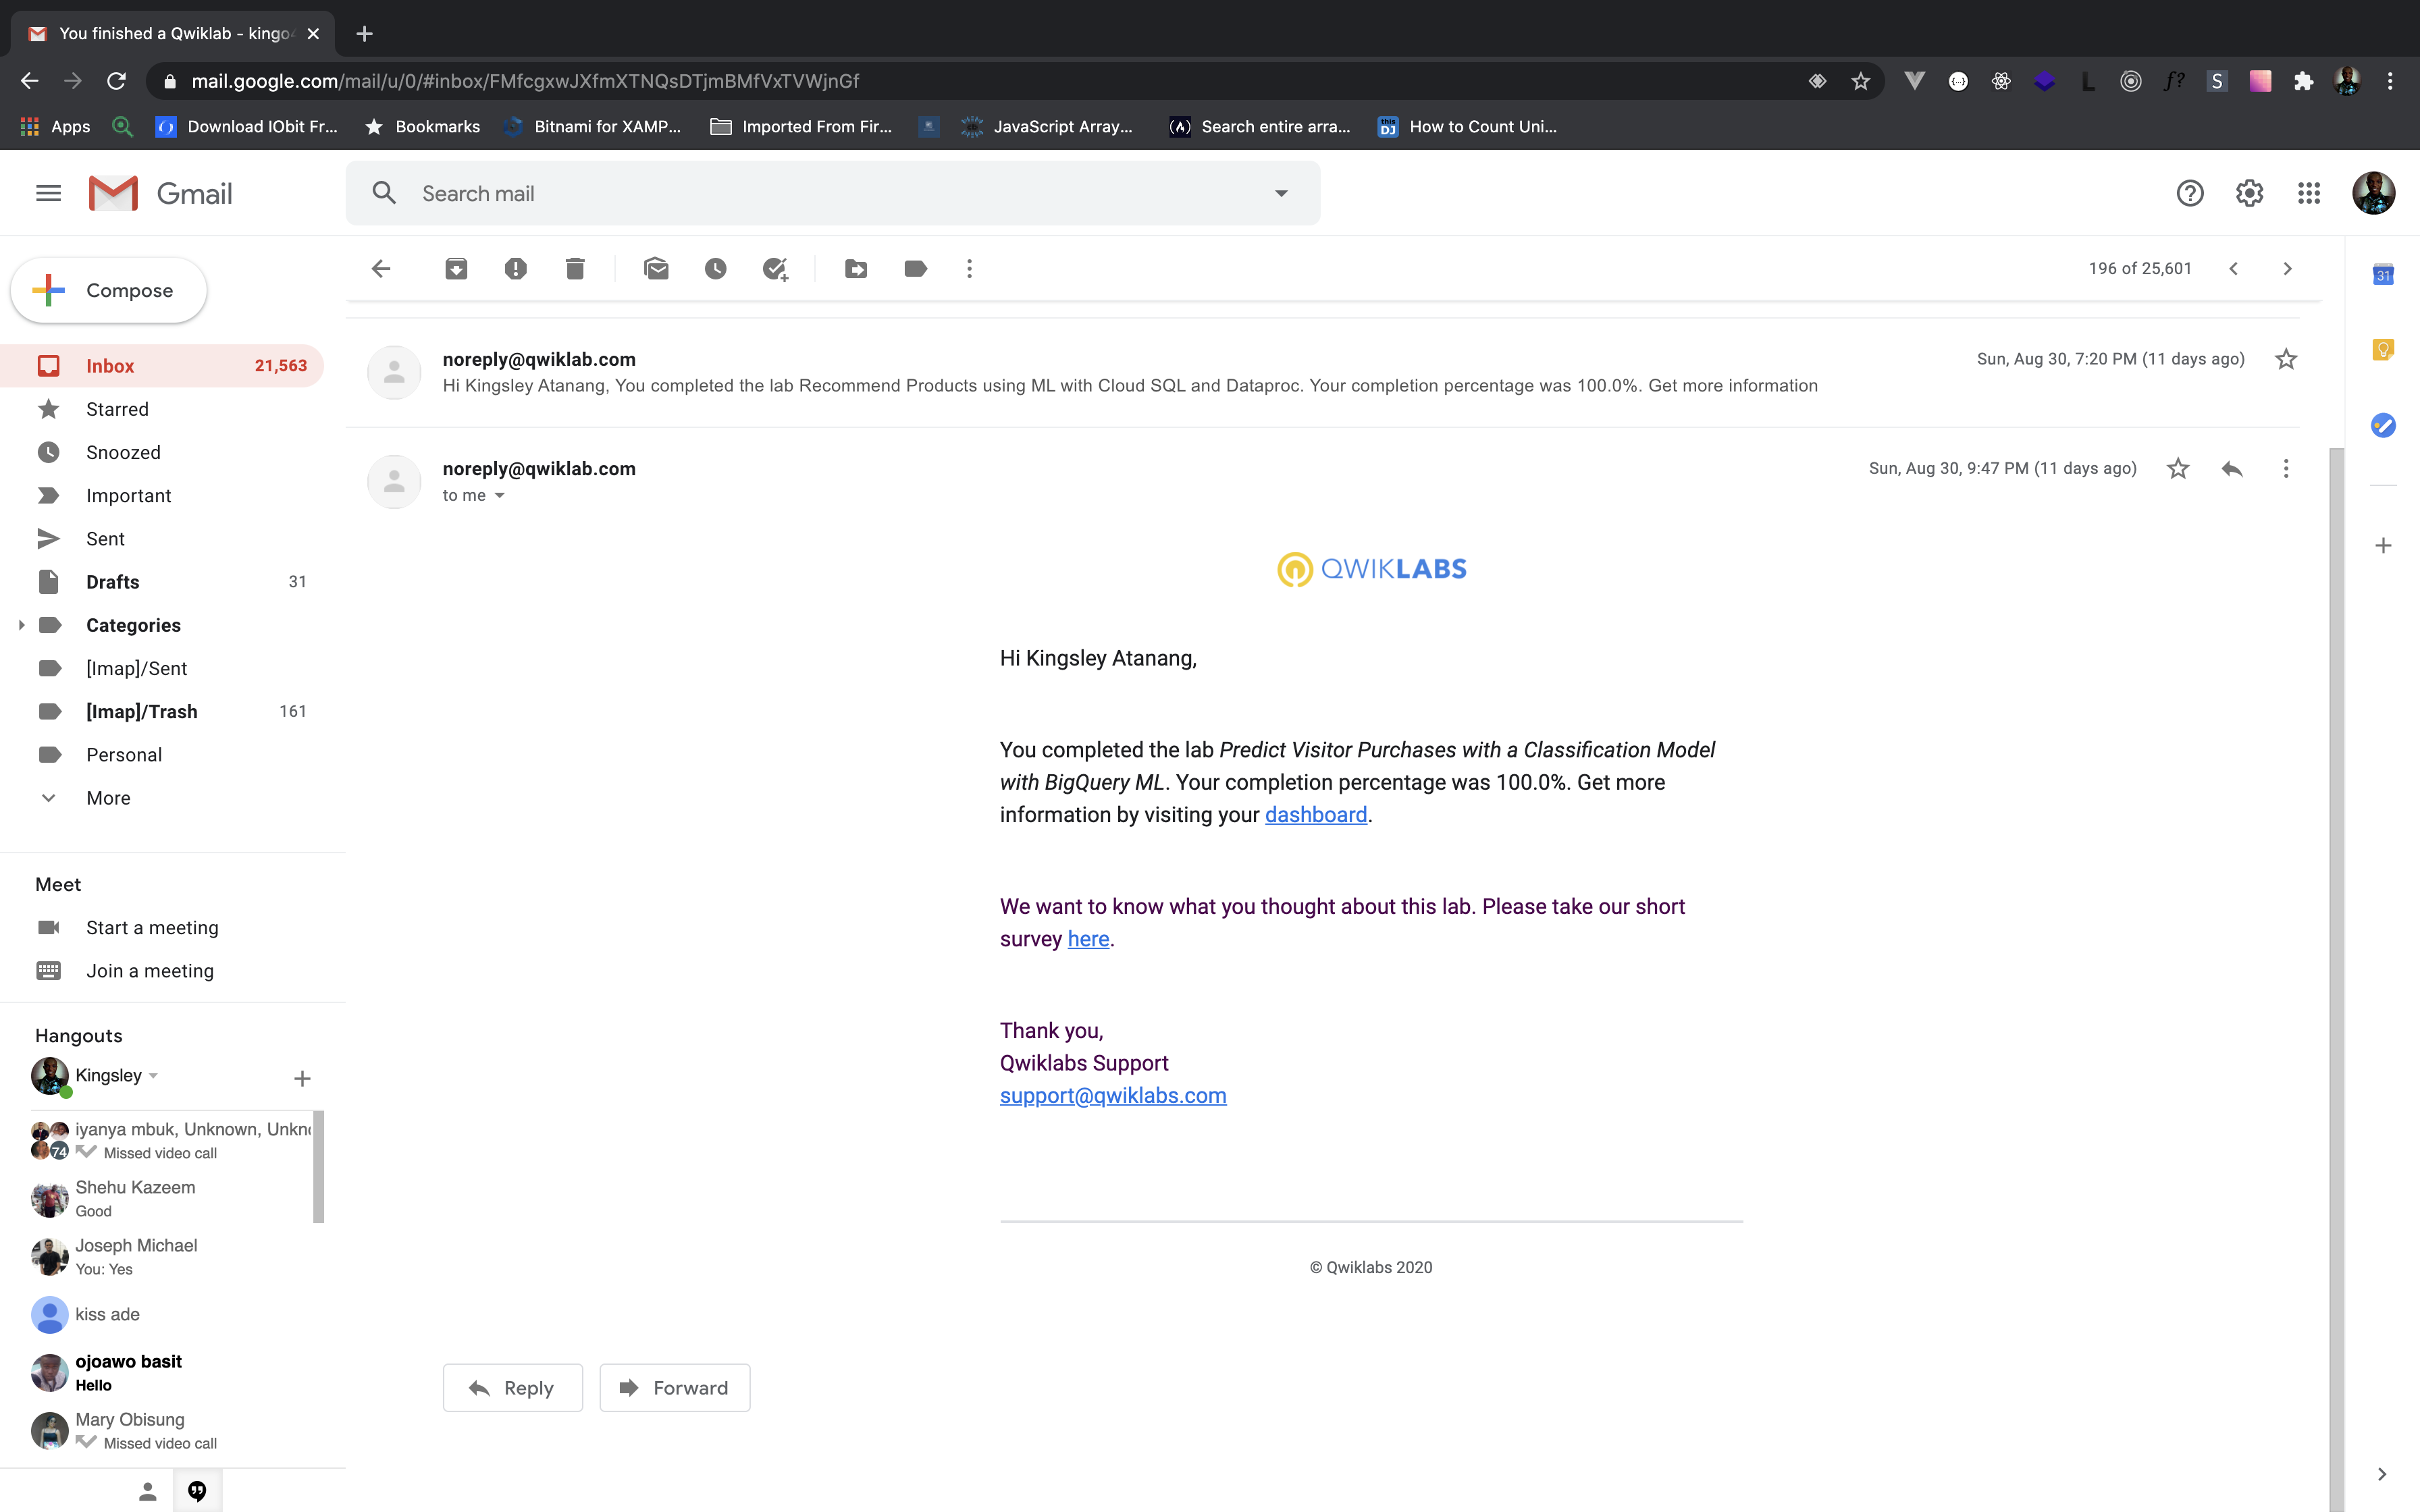 You finished a Qwiklab - kingo
mail.google.com/mail/u/0/#inbox/FMfcgxwJXfmXTNQsDTjmBMfVxTVWjnGf
Apps
Download IObit Fr...
Bookmarks
Bitnami for XAMP...
Imported From Fir...
JavaScript Array...
Search entire arra...
How to Count Uni...
Gmail
Search mail
Compose
196 of 25,601
Inbox 21,563
Starred
Snoozed
Important
Sent
Drafts 31
Categories
[Imap]/Sent
[Imap]/Trash 161
Personal
More
Meet
Start a meeting
Join a meeting
Hangouts
Kingsley
iyanya mbuk, Unknown, Unkn
74
Missed video call
Shehu Kazeem
Good
Joseph Michael
You: Yes
kiss ade
ojoawo basit
Hello
Mary Obisung
Missed video call
noreply@qwiklab.com
Sun, Aug 30, 7:20 PM (11 days ago)
Hi Kingsley Atanang, You completed the lab Recommend Products using ML with Cloud SQL and Dataproc. Your completion percentage was 100.0%. Get more information
noreply@qwiklab.com
Sun, Aug 30, 9:47 PM (11 days ago)
to me
QWIKLABS
Hi Kingsley Atanang,
You completed the lab Predict Visitor Purchases with a Classification Model
with BigQuery ML. Your completion percentage was 100.0%. Get more
information by visiting your dashboard.
We want to know what you thought about this lab. Please take our short
survey here.
Thank you,
Qwiklabs Support
support@qwiklabs.com
© Qwiklabs 2020
Reply
Forward
31